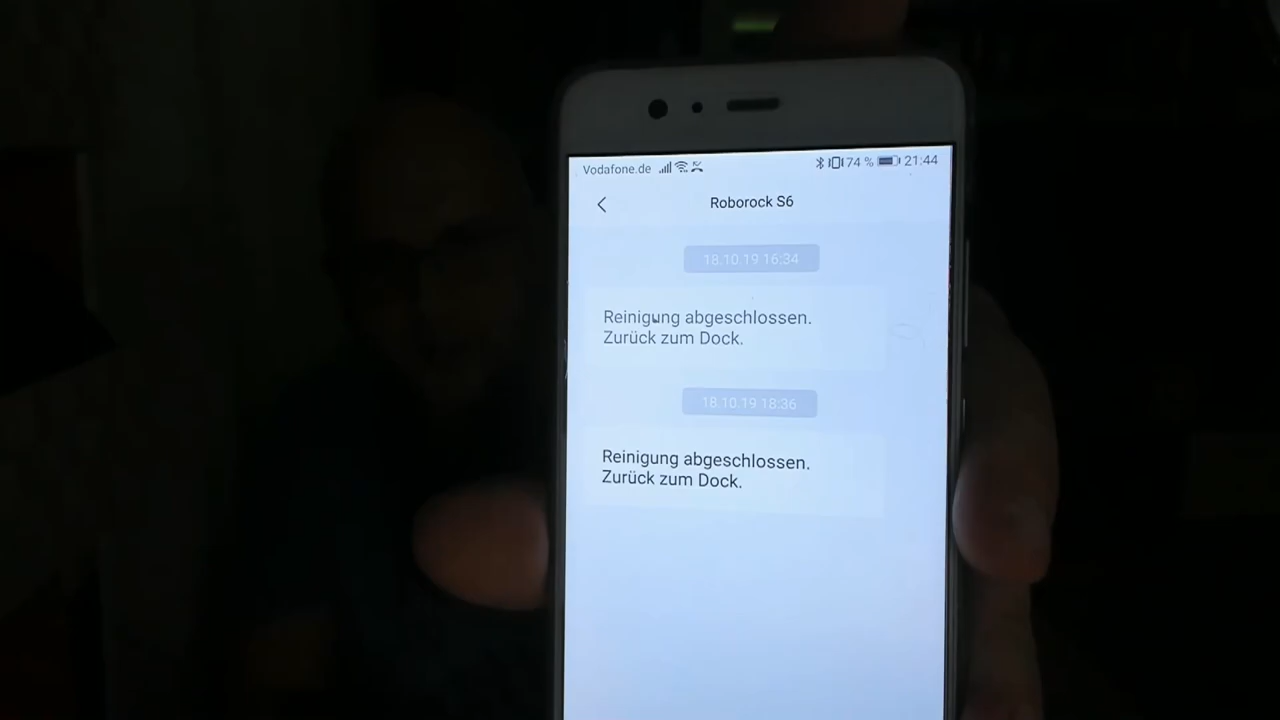 Vodafone.de 74 % 21:44
Roborock S6
18.10.19 16:34
Reinigung abgeschlossen.
Zurück zum Dock.
18.10.19 18:36
Reinigung abgeschlossen.
Zurück zum Dock.